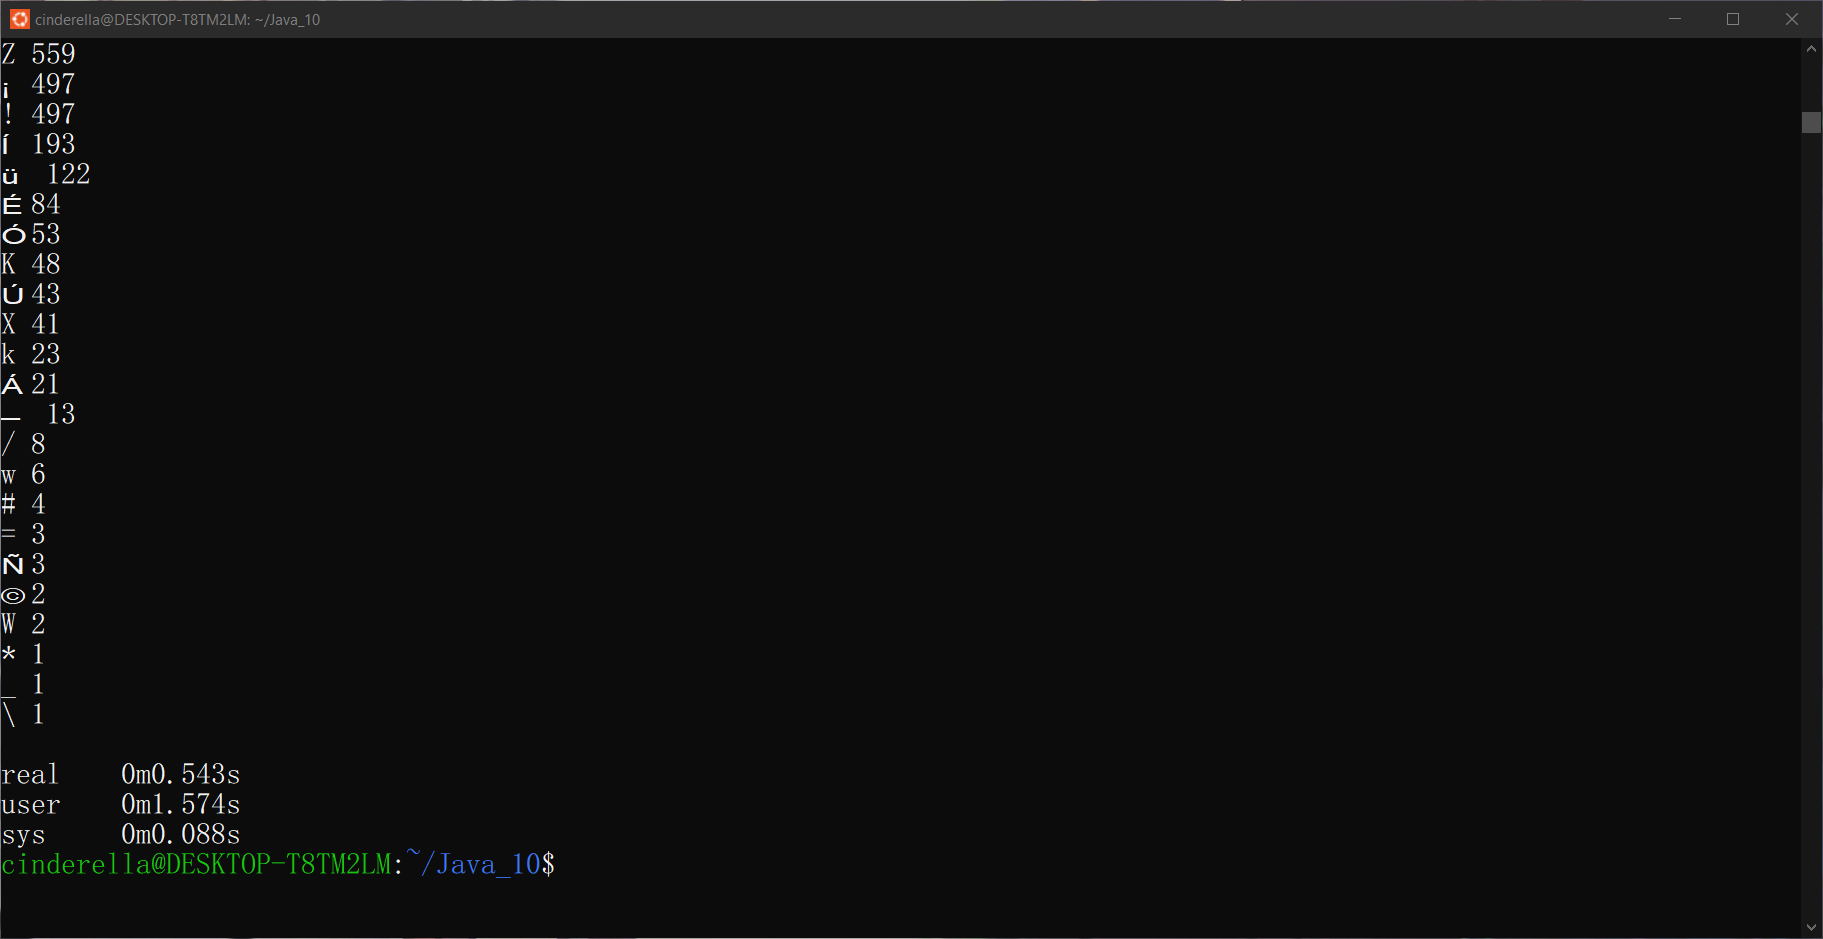 cinderella@DESKTOP-T8TM2LM: ~/Java_10
Z 559
¡ 497
! 497
Í 193
ü 122
É 84
Ó 53
K 48
Ú 43
X 41
k 23
Á 21
— 13
/ 8
w 6
# 4
= 3
Ñ 3
© 2
W 2
* 1
_ 1
\ 1
real 0m0.543s
user 0m1.574s
sys 0m0.088s
cinderella@DESKTOP-T8TM2LM:~/Java_10$